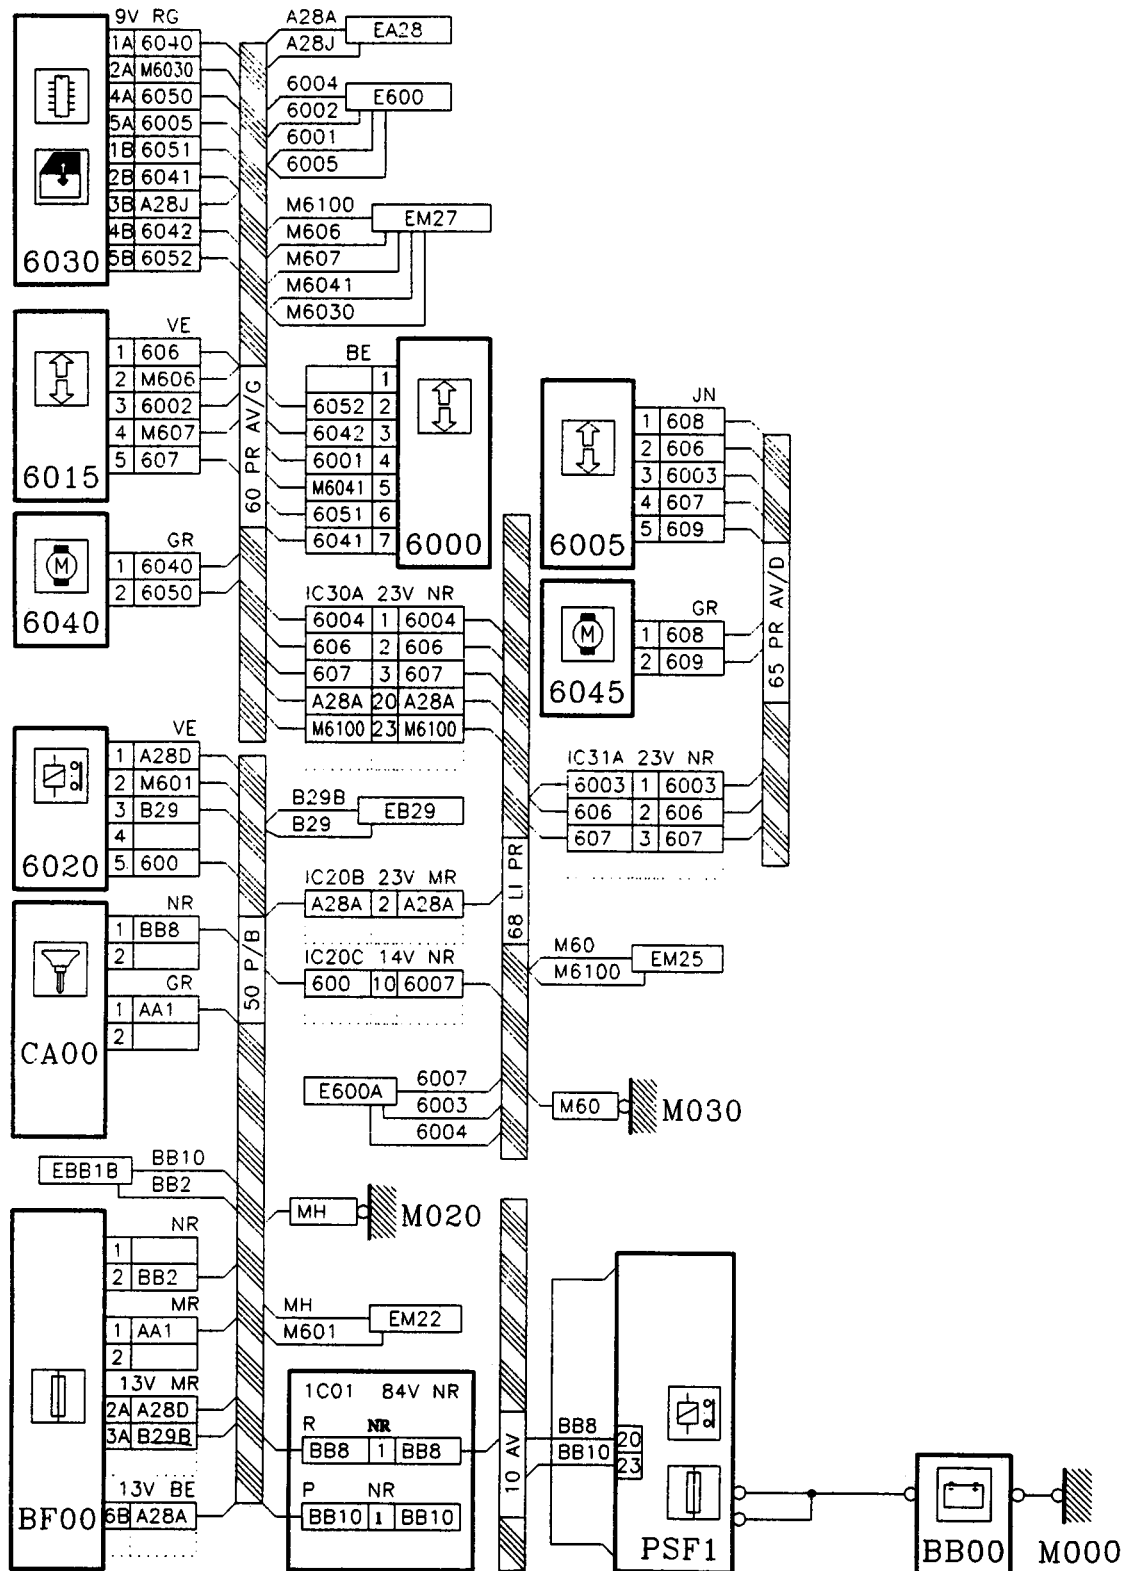 9V RG
1A 6040
2A M6030
4A 6050
5A 6005
1B 6051
2B 6041
3B A28J
4B 6042
5B 6052
6030
A28A
A28J
EA28
6004
6002
6001
6005
E600
M6100
M606
M607
M6041
M6030
EM27
VE
1 606
2 M606
3 6002
4 M607
5 607
6015
60 PR AV/G
BE
1
6052 2
6042 3
6001 4
M6041 5
6051 6
6041 7
6000
JN
1 608
2 606
3 6003
4 607
5 609
6005
GR
1 6040
2 6050
6040
IC30A 23V NR
6004 1 6004
606 2 606
607 3 607
A28A 20 A28A
M6100 23 M6100
GR
1 608
2 609
6045
65 PR AV/D
VE
1 A28D
2 M601
3 B29
4
5 600
6020
B29B
B29
EB29
IC31A 23V NR
6003 1 6003
606 2 606
607 3 607
68 LI PR
IC20B 23V MR
A28A 2 A28A
NR
1 BB8
2
GR
1 AA1
2
CA00
50 P/B
IC20C 14V NR
600 10 6007
M60
M6100
EM25
E600A
6007
6003
6004
M60
M030
EBB1B
BB10
BB2
MH
M020
NR
1
2 BB2
MR
1 AA1
2
13V MR
2A A28D
3A B29B
13V BE
6B A28A
BF00
MH
M601
EM22
1C01 84V NR
R NR
BB8 1 BB8
P NR
BB10 1 BB10
10 AV
BB8
BB10
20
23
PSF1
BB00
M000